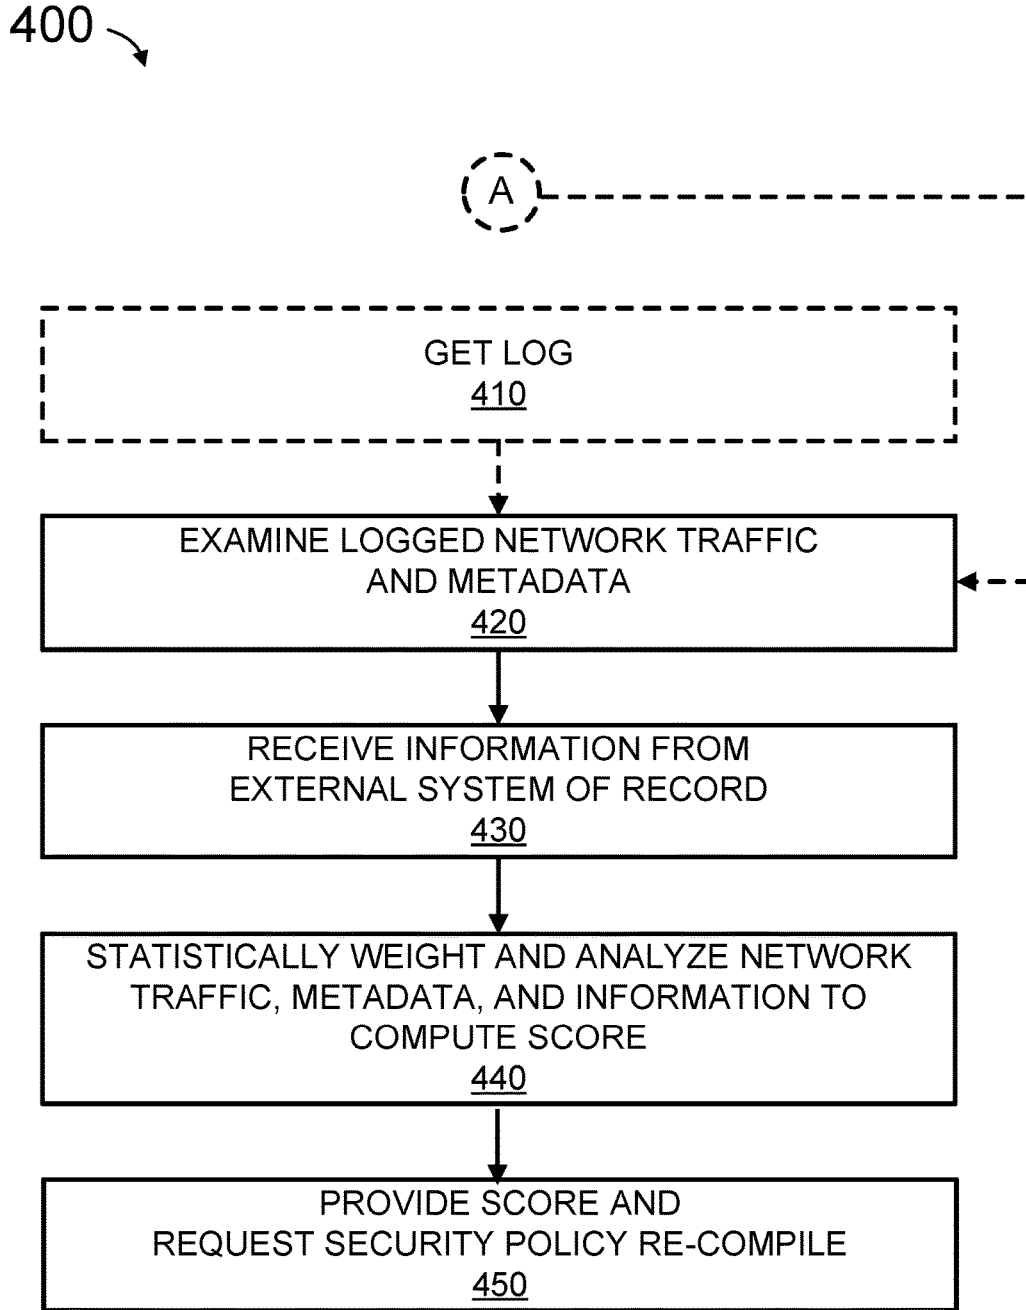 400
A
GET LOG
410
EXAMINE LOGGED NETWORK TRAFFIC
AND METADATA
420
RECEIVE INFORMATION FROM
EXTERNAL SYSTEM OF RECORD
430
STATISTICALLY WEIGHT AND ANALYZE NETWORK
TRAFFIC, METADATA, AND INFORMATION TO
COMPUTE SCORE
440
PROVIDE SCORE AND
REQUEST SECURITY POLICY RE-COMPILE
450